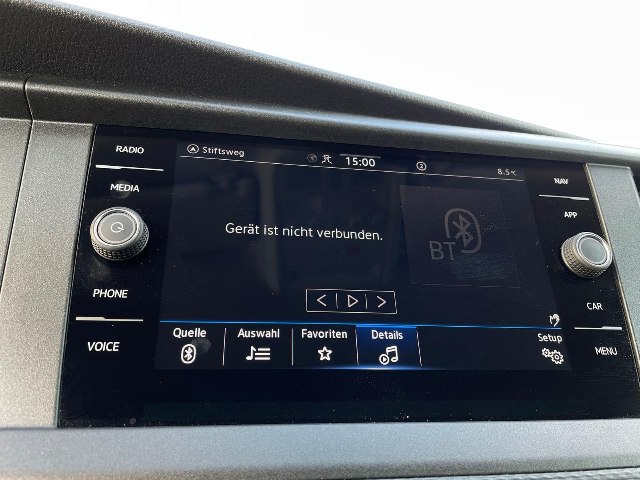 RADIO
MEDIA
PHONE
VOICE
Stiftsweg
15:00
2
8.5°C
Gerät ist nicht verbunden.
BT
Quelle
Auswahl
Favoriten
Details
Setup
NAV
APP
CAR
MENU